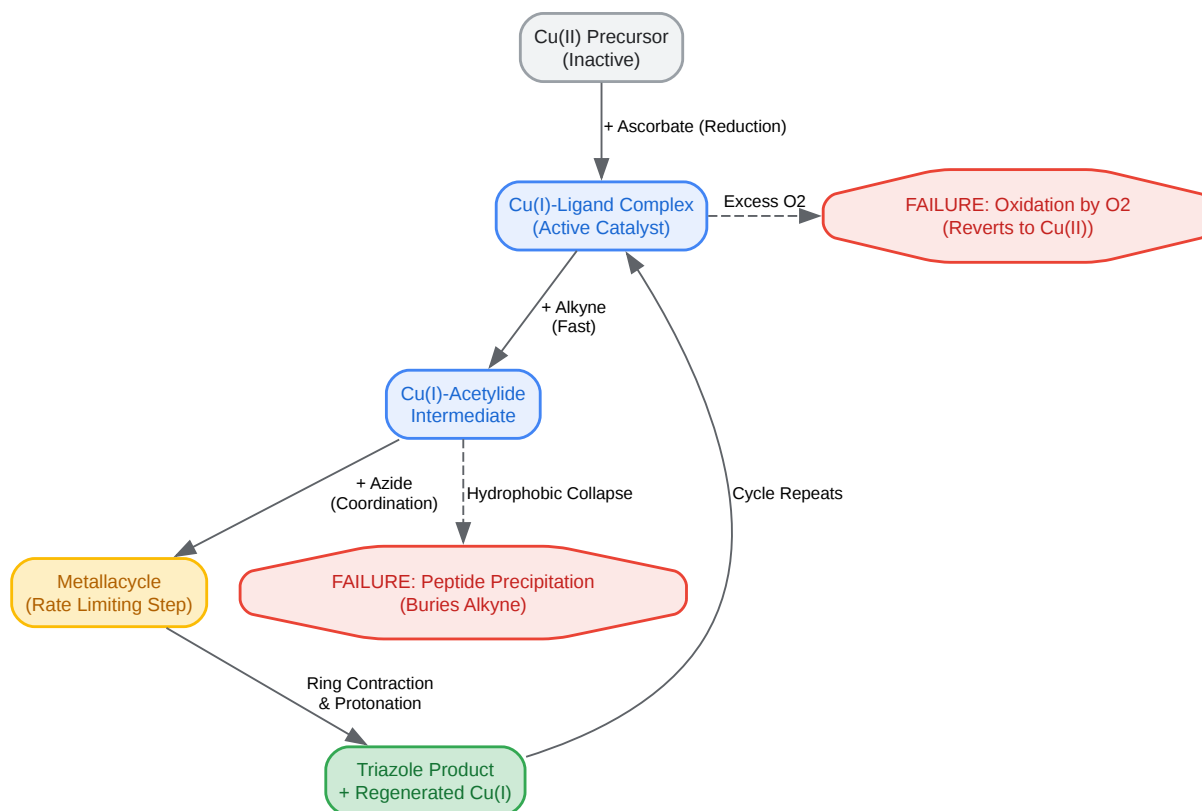 Cu(II) Precursor
(Inactive)
+ Ascorbate (Reduction)
Cu(I)-Ligand Complex
(Active Catalyst)
Excess O2
FAILURE: Oxidation by O2
(Reverts to Cu(II))
+ Alkyne
(Fast)
Cu(I)-Acetylide
Intermediate
+ Azide
(Coordination)
Hydrophobic Collapse
Cycle Repeats
Metallacycle
(Rate Limiting Step)
FAILURE: Peptide Precipitation
(Buries Alkyne)
Ring Contraction
& Protonation
Triazole Product
+ Regenerated Cu(I)